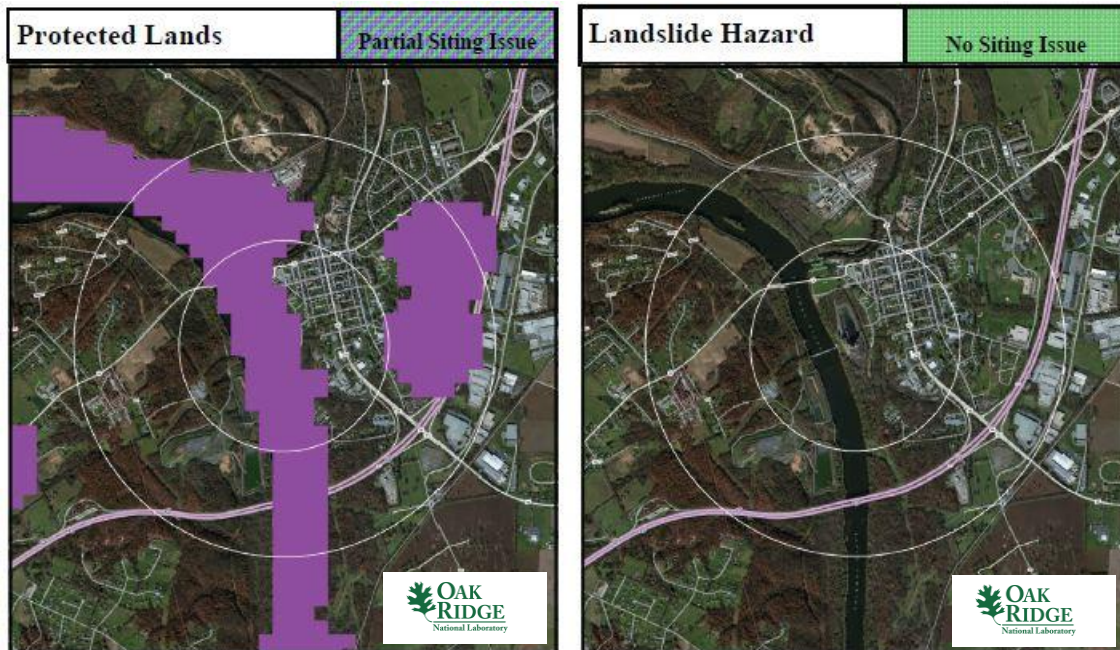 Protected Lands
Partial Siting Issue
Landslide Hazard
No Siting Issue
OAK
RIDGE
National Laboratory
OAK
RIDGE
National Laboratory